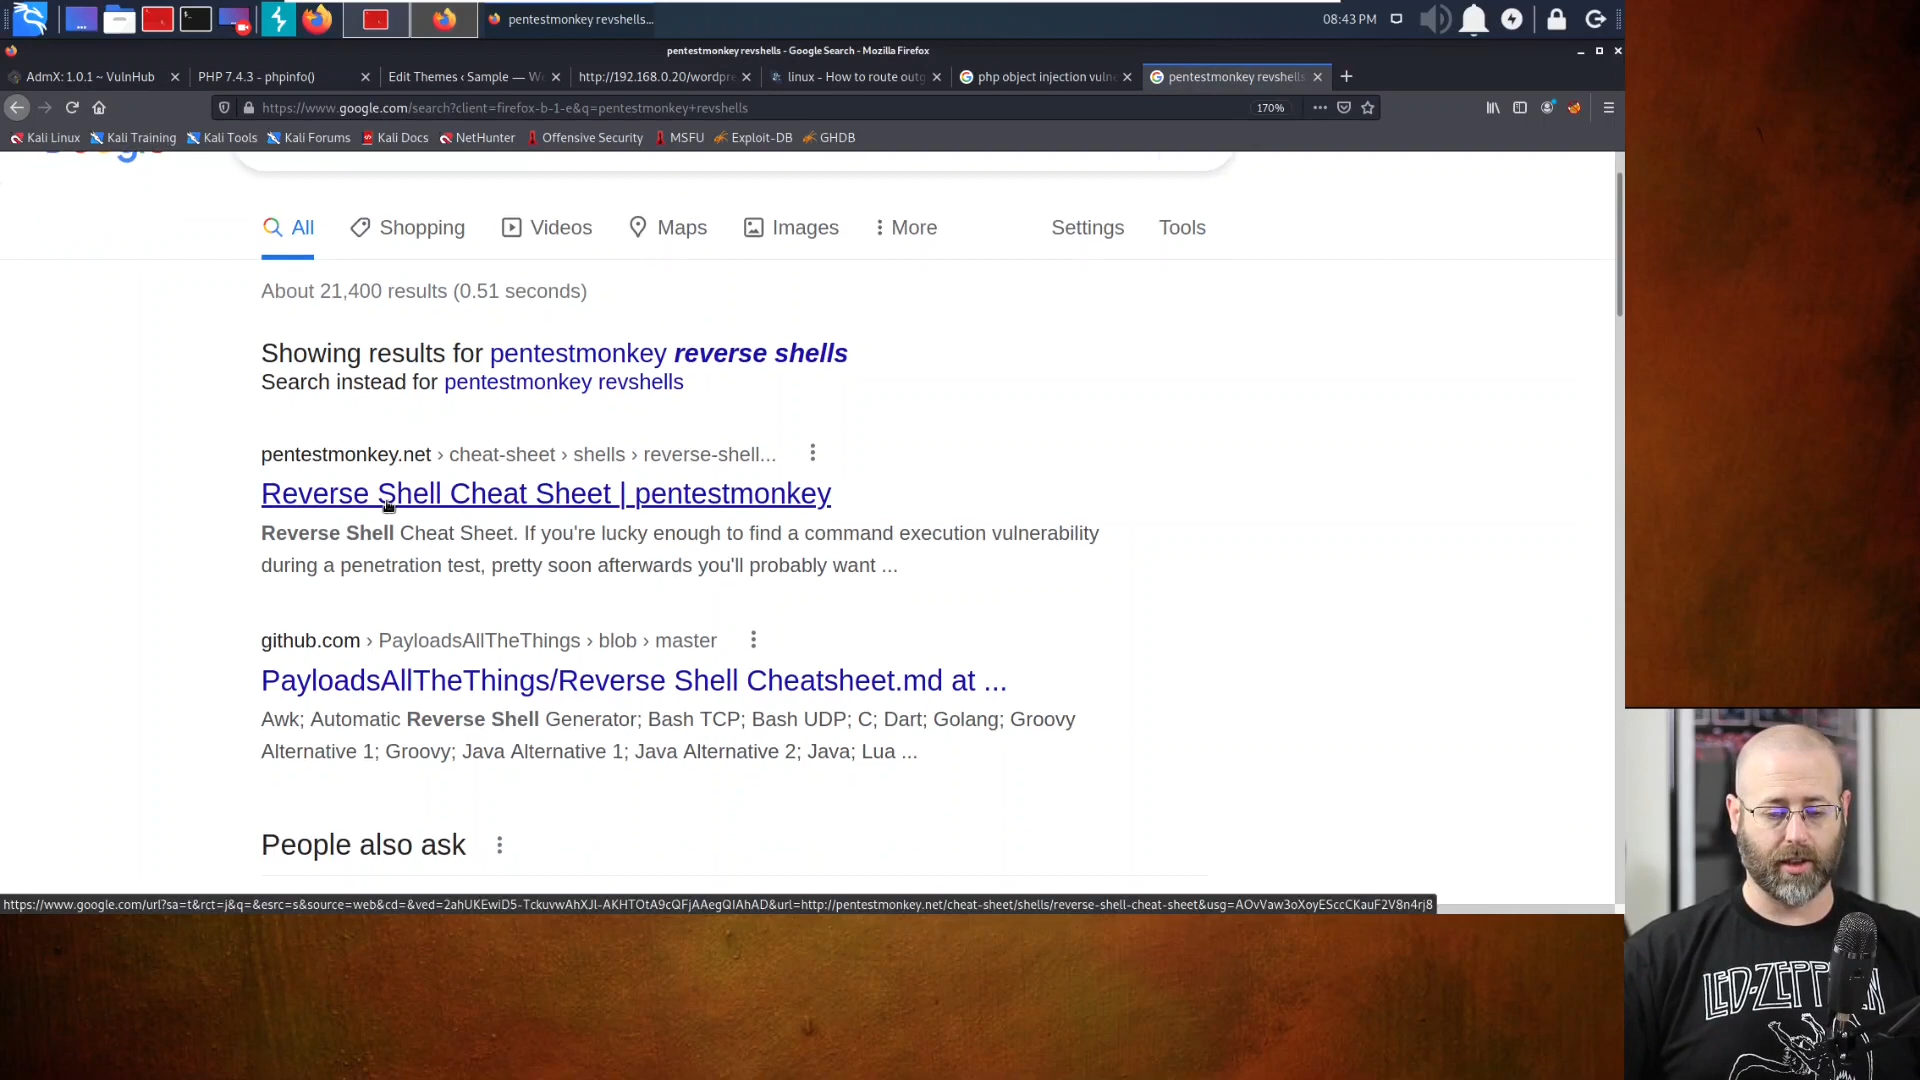 pentestmonkey revshells...
08:43 PM
pentestmonkey revshells - Google Search - Mozilla Firefox
AdmX: 1.0.1 ~ VulnHub
PHP 7.4.3 - phpinfo()
Edit Themes ‹ Sample — W
http://192.168.0.20/wordpre
linux - How to route outg
php object injection vulne
pentestmonkey revshells
https://www.google.com/search?client=firefox-b-1-e&q=pentestmonkey+revshells
170%
Kali Linux Kali Training Kali Tools Kali Forums Kali Docs NetHunter Offensive Security MSFU Exploit-DB GHDB
All Shopping Videos Maps Images More Settings Tools
About 21,400 results (0.51 seconds)
Showing results for pentestmonkey reverse shells
Search instead for pentestmonkey revshells
pentestmonkey.net › cheat-sheet › shells › reverse-shell...
Reverse Shell Cheat Sheet | pentestmonkey
Reverse Shell Cheat Sheet. If you're lucky enough to find a command execution vulnerability
during a penetration test, pretty soon afterwards you'll probably want ...
github.com › PayloadsAllTheThings › blob › master
PayloadsAllTheThings/Reverse Shell Cheatsheet.md at ...
Awk; Automatic Reverse Shell Generator; Bash TCP; Bash UDP; C; Dart; Golang; Groovy
Alternative 1; Groovy; Java Alternative 1; Java Alternative 2; Java; Lua ...
People also ask
https://www.google.com/url?sa=t&rct=j&q=&esrc=s&source=web&cd=&ved=2ahUKEwiD5-TckuvwAhXJl-AKHTOtA9cQFjAAegQIAhAD&url=http://pentestmonkey.net/cheat-sheet/shells/reverse-shell-cheat-sheet&usg=AOvVaw3oXoyESccCKauF2V8n4rj8
LED-ZEPP